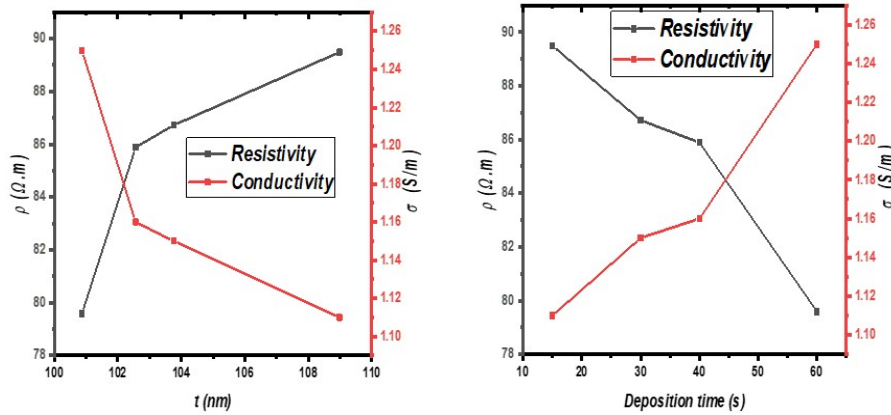 90
88
86
84
82
80
78
ρ (Ω.m)
1.26
1.24
1.22
1.20
1.18
1.16
1.14
1.12
1.10
σ (S/m)
Resistivity
Conductivity
100 102 104 106 108 110
t (nm)
90
88
86
84
82
80
78
ρ (Ω.m)
1.26
1.24
1.22
1.20
1.18
1.16
1.14
1.12
1.10
σ (S/m)
Resistivity
Conductivity
10 20 30 40 50 60
Deposition time (s)